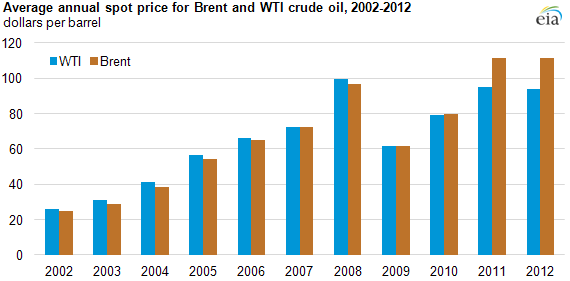 Average annual spot price for Brent and WTI crude oil, 2002-2012
dollars per barrel
eia
120
WTI Brent
100
80
60
40
20
0
2002 2003 2004 2005 2006 2007 2008 2009 2010 2011 2012